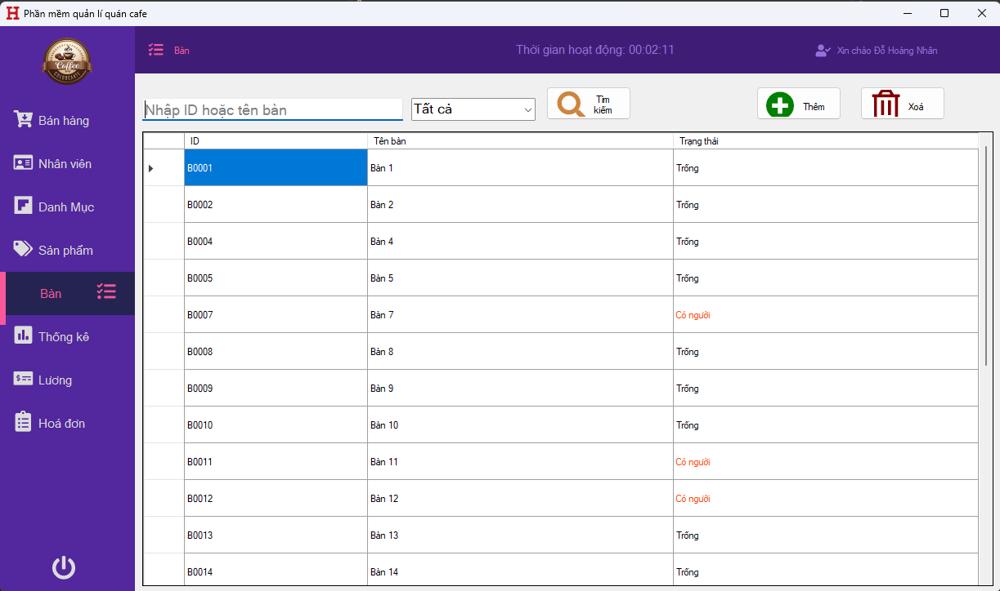 Phần mềm quản lí quán cafe
Coffee
Bàn
Thời gian hoạt động: 00:02:11
Xin chào Đỗ Hoàng Nhân
Bán hàng
Nhân viên
Danh Mục
Sản phẩm
Bàn
Thống kê
Lương
Hoá đơn
Nhập ID hoặc tên bàn
Tất cả
Tìm
kiếm
Thêm
Xoá
ID Tên bàn Trạng thái
B0001 Bàn 1 Trống
B0002 Bàn 2 Trống
B0004 Bàn 4 Trống
B0005 Bàn 5 Trống
B0007 Bàn 7 Có người
B0008 Bàn 8 Trống
B0009 Bàn 9 Trống
B0010 Bàn 10 Trống
B0011 Bàn 11 Có người
B0012 Bàn 12 Có người
B0013 Bàn 13 Trống
B0014 Bàn 14 Trống